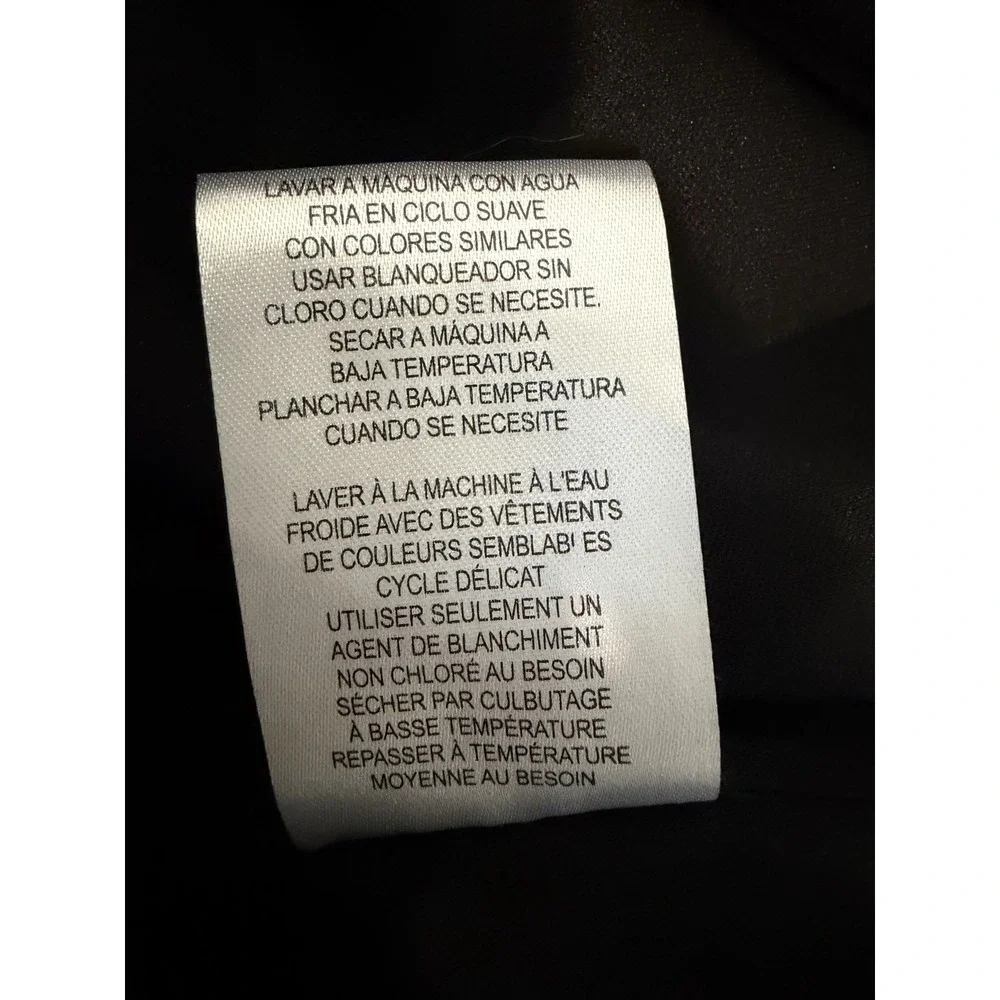 LAVAR A MÁQUINA CON AGUA
FRIA EN CICLO SUAVE
CON COLORES SIMILARES
USAR BLANQUEADOR SIN
CLORO CUANDO SE NECESITE.
SECAR A MÁQUINA A
BAJA TEMPERATURA
PLANCHAR A BAJA TEMPERATURA
CUANDO SE NECESITE
LAVER À LA MACHINE À L'EAU
FROIDE AVEC DES VÊTEMENTS
DE COULEURS SEMBLABLES
CYCLE DÉLICAT
UTILISER SEULEMENT UN
AGENT DE BLANCHIMENT
NON CHLORÉ AU BESOIN
SÉCHER PAR CULBUTAGE
À BASSE TEMPÉRATURE
REPASSER À TEMPÉRATURE
MOYENNE AU BESOIN